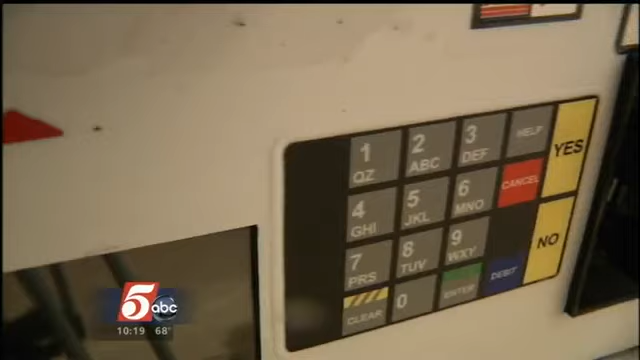 1 2 3 HELP YES
QZ ABC DEF
4 5 6 CANCEL
GHI JKL MNO
7 8 9 NO
PRS TUV WXY
CLEAR 0 ENTER DEBIT
5 abc
10:19 68°